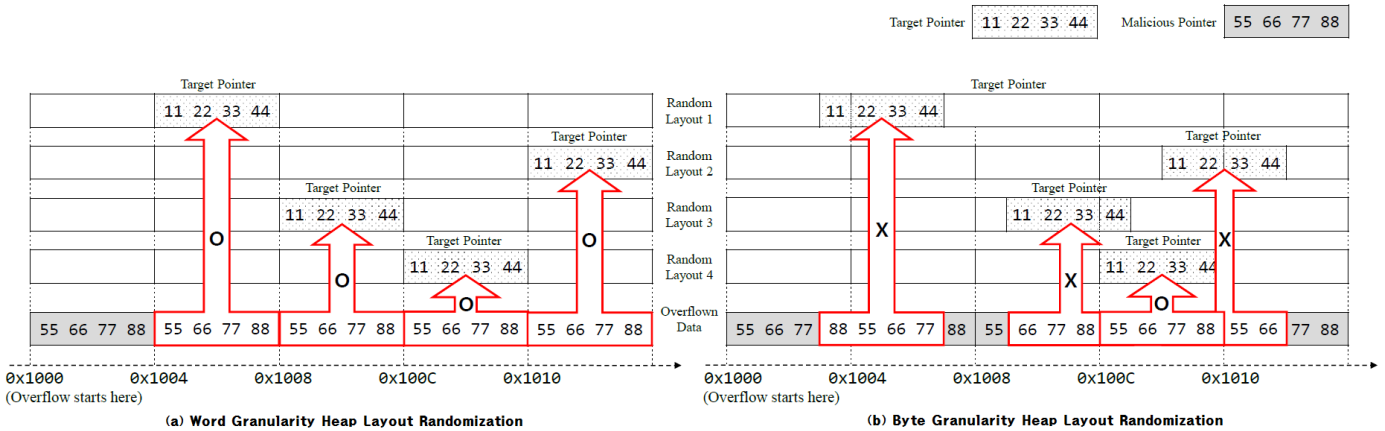 Target Pointer 11 22 33 44 Malicious Pointer 55 66 77 88
Target Pointer
11 22 33 44
Target Pointer
11 22 33 44
Target Pointer
11 22 33 44
Target Pointer
11 22 33 44
O
O
O
O
55 66 77 88 55 66 77 88 55 66 77 88 55 66 77 88 55 66 77 88
0x1000 0x1004 0x1008 0x100C 0x1010
(Overflow starts here)
(a) Word Granularity Heap Layout Randomization
Random
Layout 1
Random
Layout 2
Random
Layout 3
Random
Layout 4
Overflown
Data
Target Pointer
11 22 33 44
Target Pointer
11 22 33 44
Target Pointer
11 22 33 44
Target Pointer
11 22 33 44
X
X
X
O
55 66 77 88 55 66 77 88 55 66 77 88 55 66 77 88 55 66 77 88
0x1000 0x1004 0x1008 0x100C 0x1010
(Overflow starts here)
(b) Byte Granularity Heap Layout Randomization